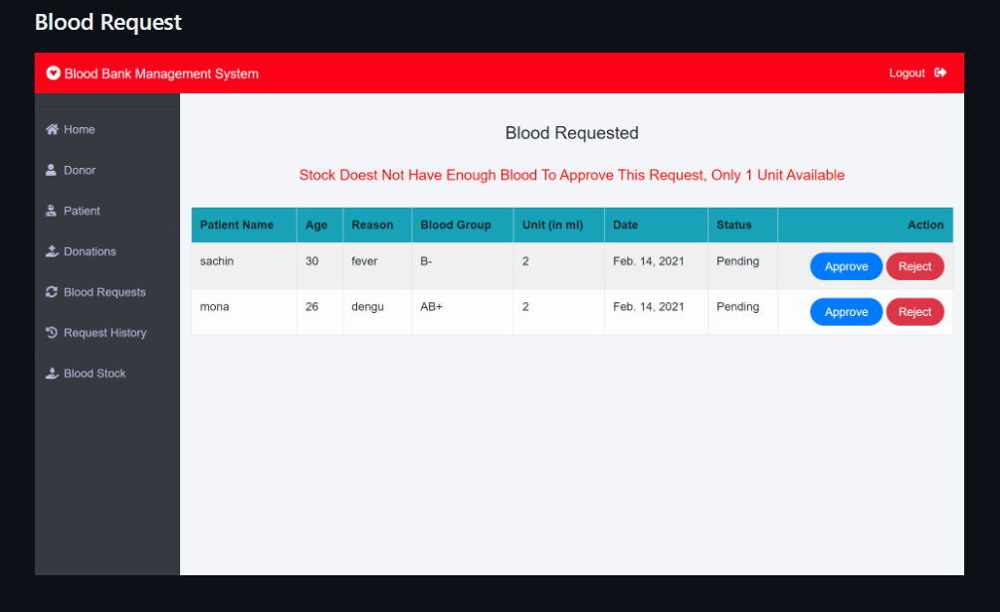 Blood Request
Blood Bank Management System Logout
Home
Donor
Patient
Donations
Blood Requests
Request History
Blood Stock
Blood Requested
Stock Doest Not Have Enough Blood To Approve This Request, Only 1 Unit Available
Patient Name Age Reason Blood Group Unit (in ml) Date Status Action
sachin 30 fever B- 2 Feb. 14, 2021 Pending Approve Reject
mona 26 dengu AB+ 2 Feb. 14, 2021 Pending Approve Reject